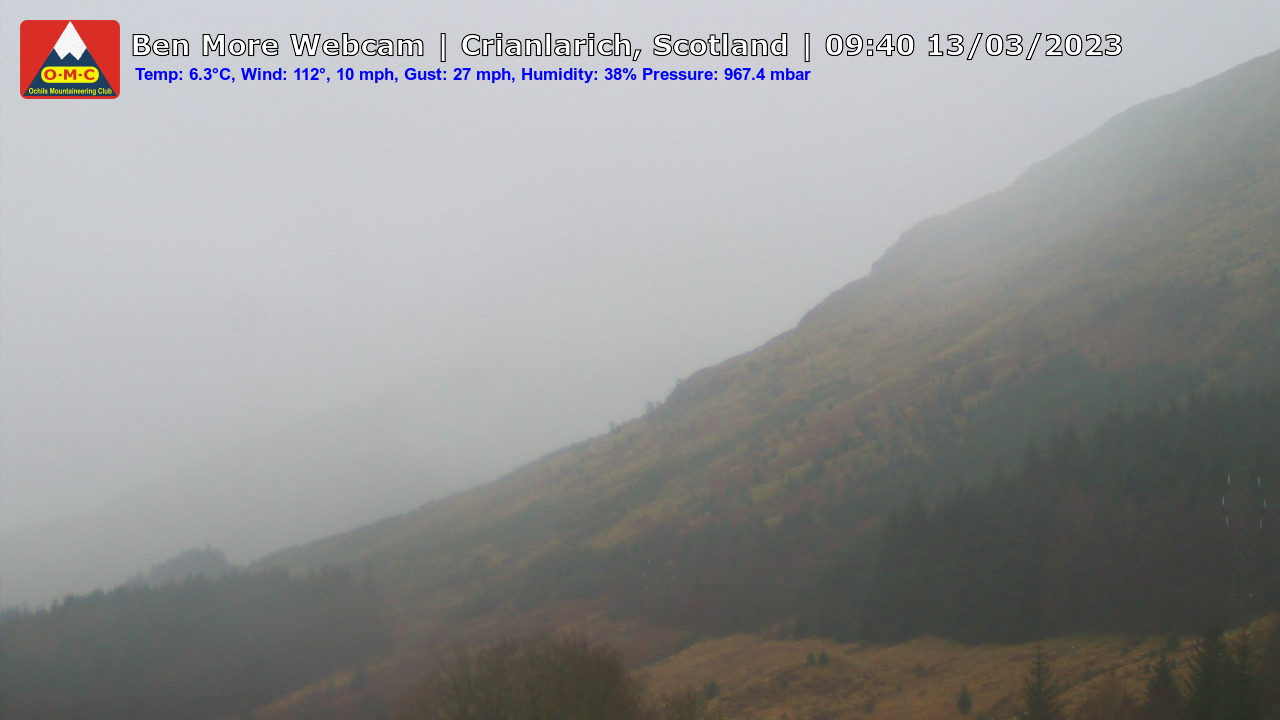 Ben More Webcam | Crianlarich, Scotland | 09:40 13/03/2023
Temp: 6.3°C, Wind: 112°, 10 mph, Gust: 27 mph, Humidity: 38% Pressure: 967.4 mbar
O-M-C
Ochils Mountaineering Club